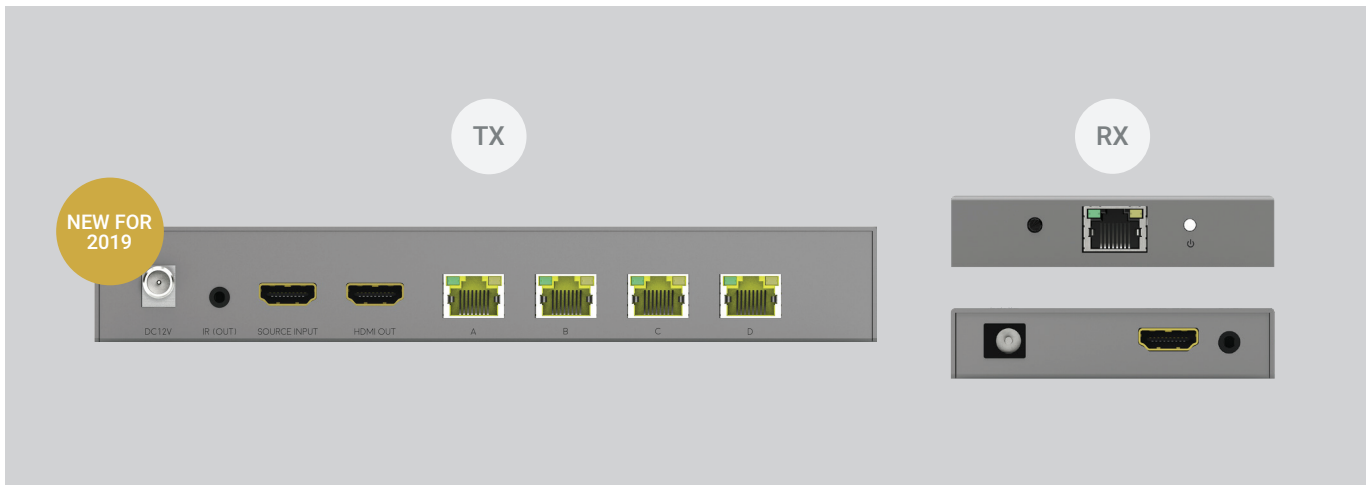 TX
RX
NEW FOR
2019
DC12V
IR (OUT)
SOURCE INPUT
HDMI OUT
A
B
C
D